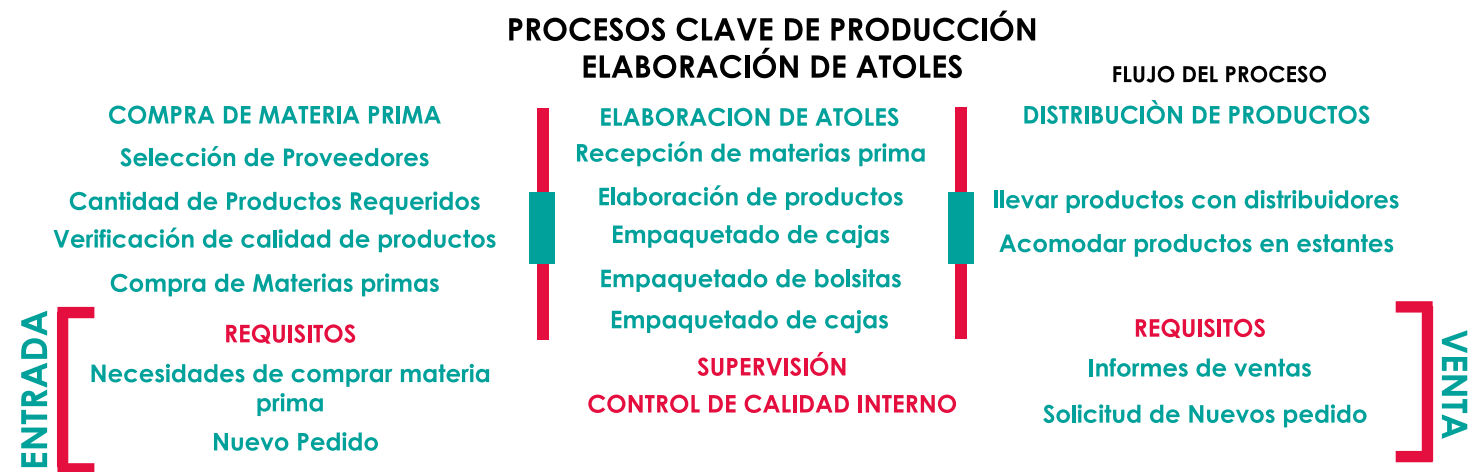 PROCESOS CLAVE DE PRODUCCIÓN
ELABORACIÓN DE ATOLES
FLUJO DEL PROCESO
COMPRA DE MATERIA PRIMA
Selección de Proveedores
Cantidad de Productos Requeridos
Verificación de calidad de productos
Compra de Materias primas
ELABORACION DE ATOLES
Recepción de materias prima
Elaboración de productos
Empaquetado de cajas
Empaquetado de bolsitas
Empaquetado de cajas
DISTRIBUCIÒN DE PRODUCTOS
llevar productos con distribuidores
Acomodar productos en estantes
ENTRADA
REQUISITOS
Necesidades de comprar materia
prima
Nuevo Pedido
SUPERVISIÓN
CONTROL DE CALIDAD INTERNO
REQUISITOS
Informes de ventas
Solicitud de Nuevos pedido
VENTA